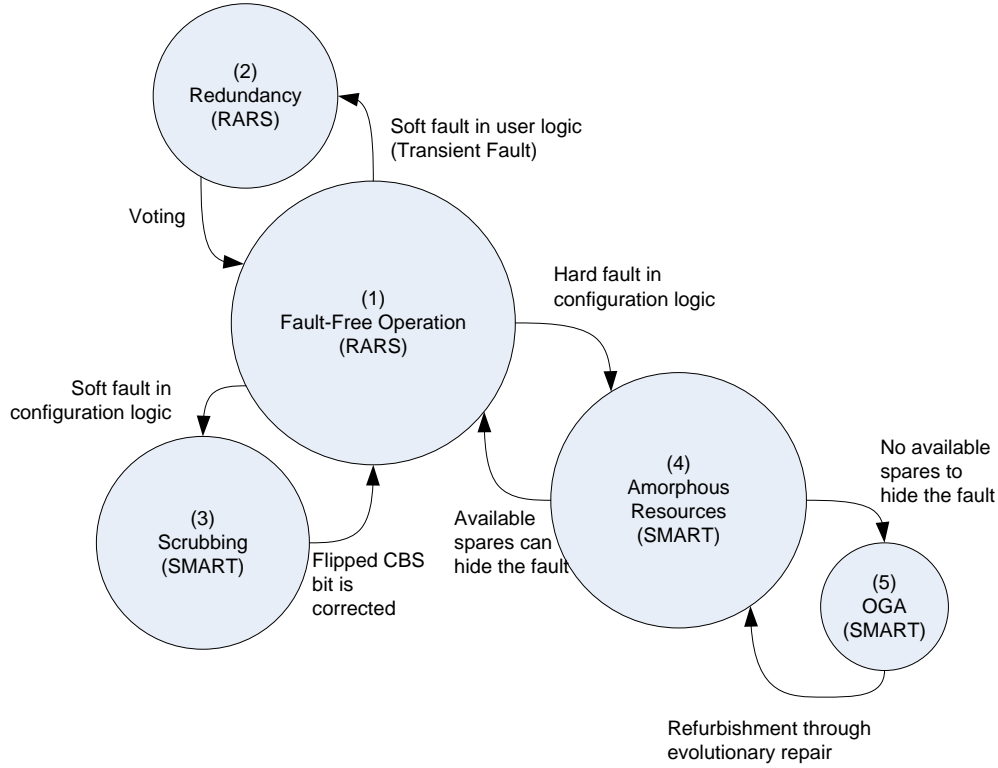 (2)
Redundancy
(RARS)
Soft fault in user logic
(Transient Fault)
Voting
(1)
Fault-Free Operation
(RARS)
Hard fault in
configuration logic
Soft fault in
configuration logic
(3)
Scrubbing
(SMART)
Flipped CBS
bit is
corrected
Available
spares can
hide the fault
(4)
Amorphous
Resources
(SMART)
No available
spares to
hide the fault
(5)
OGA
(SMART)
Refurbishment through
evolutionary repair